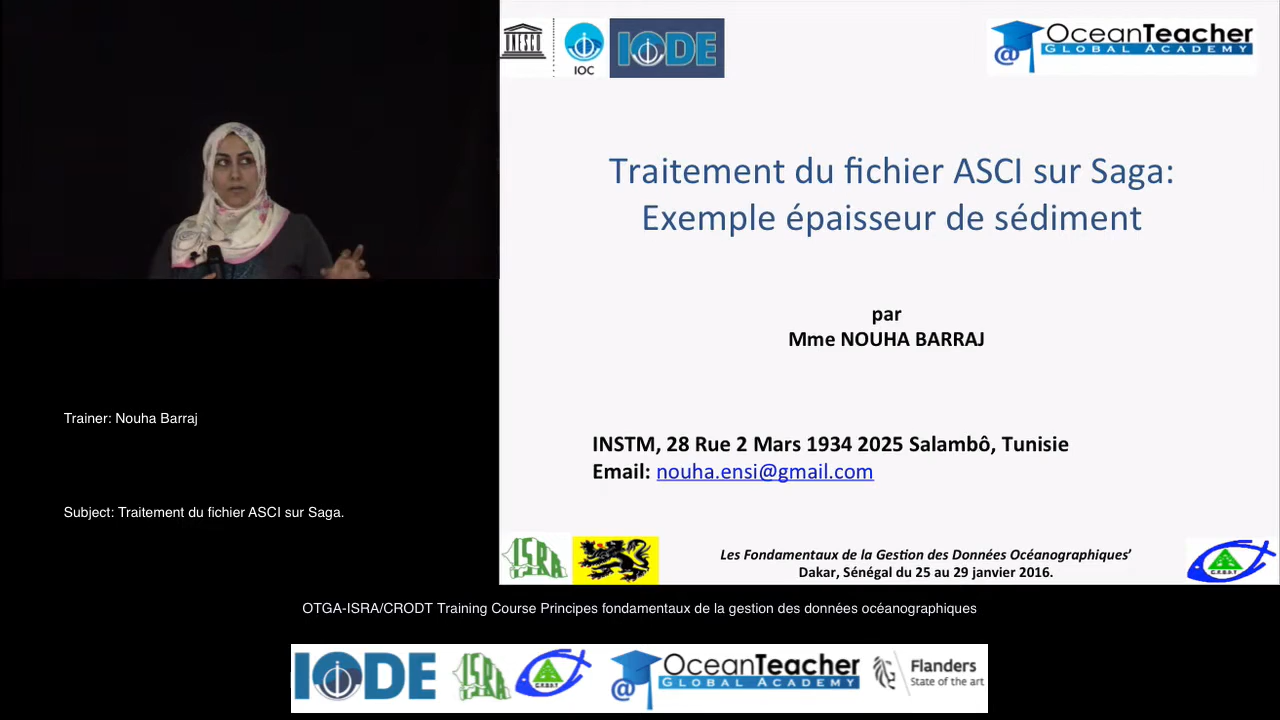 UNESCO
IOC
IODE
OceanTeacher
@ GLOBAL ACADEMY
Traitement du fichier ASCI sur Saga:
Exemple épaisseur de sédiment
par
Mme NOUHA BARRAJ
Trainer: Nouha Barraj
INSTM, 28 Rue 2 Mars 1934 2025 Salambô, Tunisie
Email: nouha.ensi@gmail.com
Subject: Traitement du fichier ASCI sur Saga.
ISRA
Les Fondamentaux de la Gestion des Données Océanographiques’
Dakar, Sénégal du 25 au 29 janvier 2016.
OTGA-ISRA/CRODT Training Course Principes fondamentaux de la gestion des données océanographiques
IODE
ISRA
OceanTeacher
@ GLOBAL ACADEMY
Flanders
State of the art